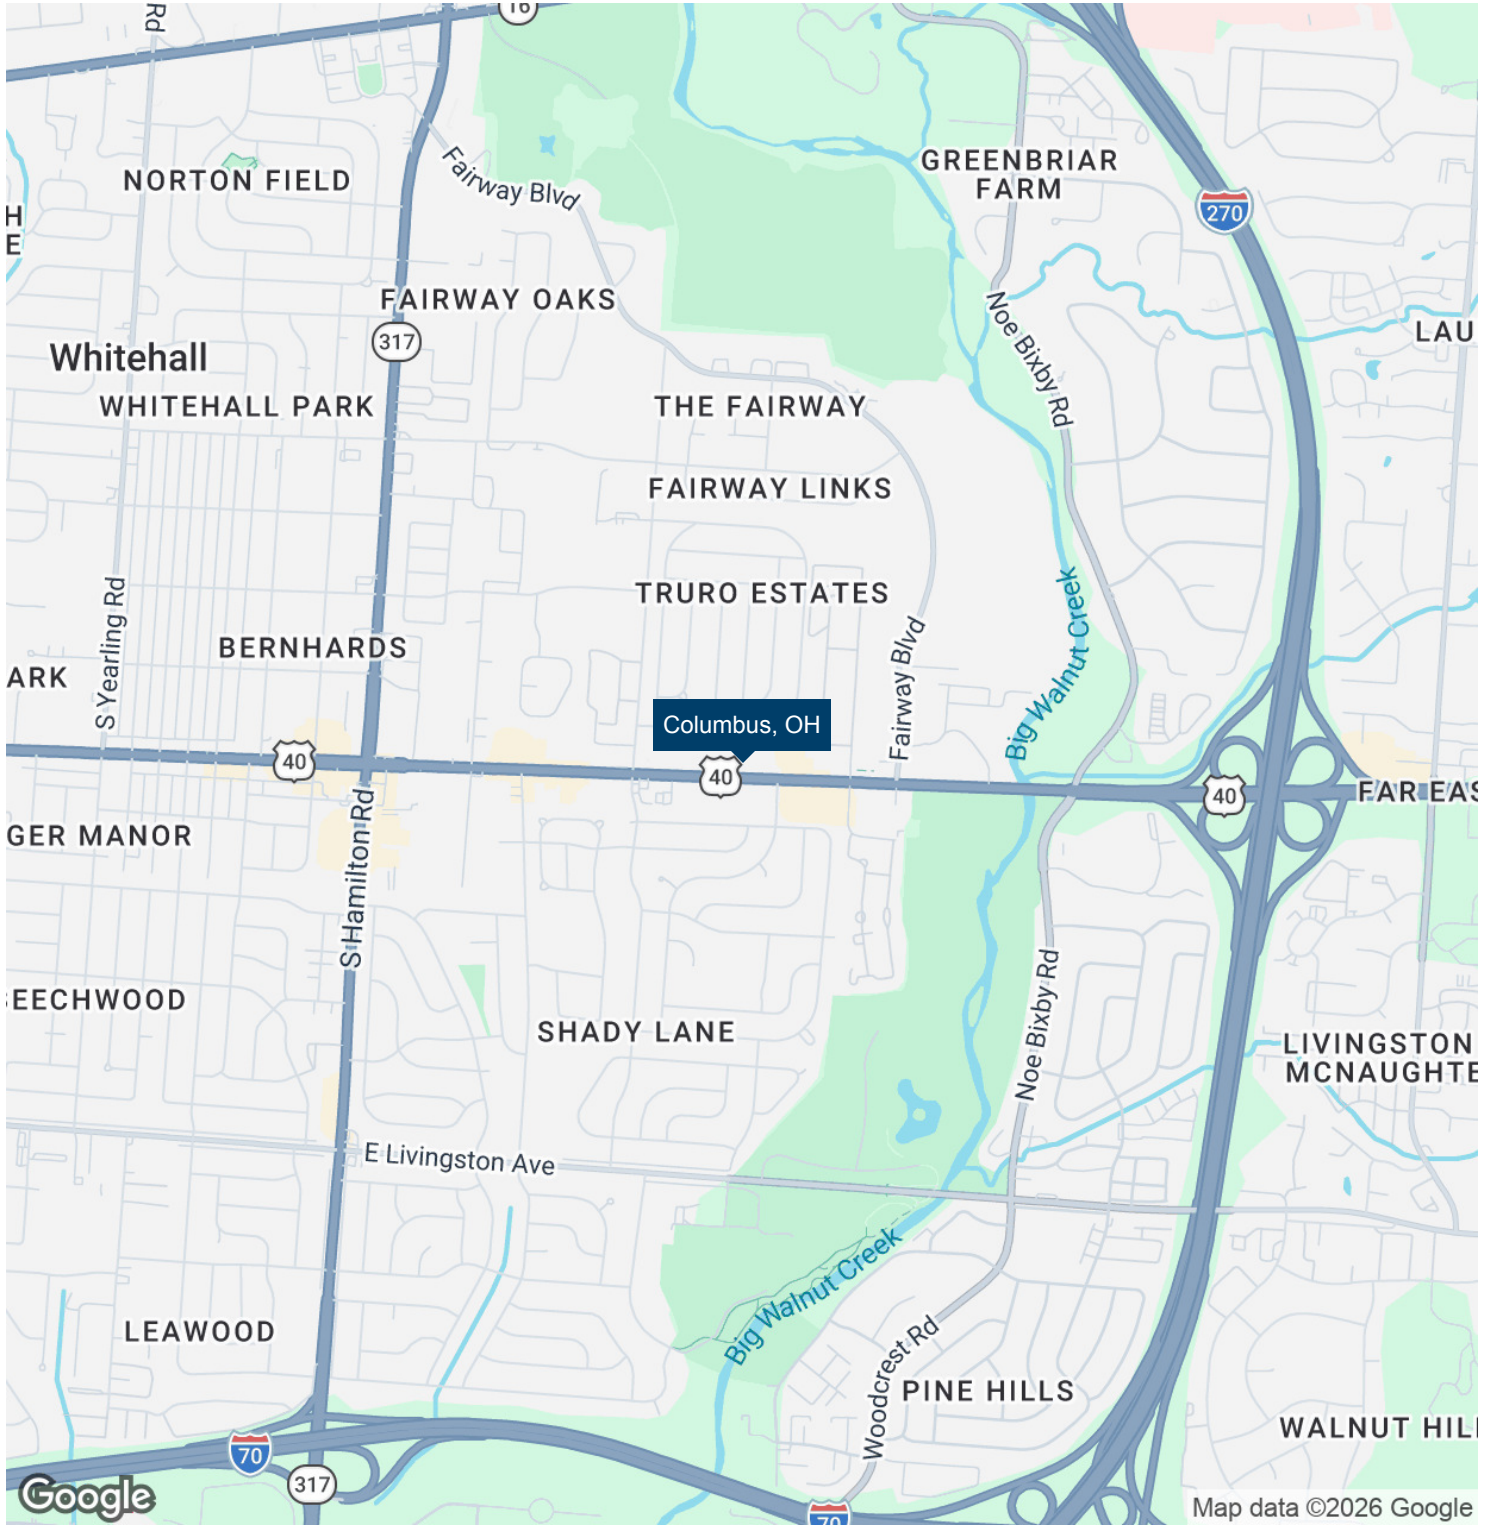 16
Rd
GREENBRIAR
FARM
NORTON FIELD
Fairway Blvd
270
H
E
FAIRWAY OAKS
Noe Bixby Rd
317
LAU
Whitehall
WHITEHALL PARK
THE FAIRWAY
FAIRWAY LINKS
TRURO ESTATES
S Yearling Rd
BERNHARDS
Big Walnut Creek
Fairway Blvd
ARK
Columbus, OH
40
40
40
FAR EAS
GER MANOR
S Hamilton Rd
EECHWOOD
SHADY LANE
Noe Bixby Rd
LIVINGSTON
MCNAUGHTE
E Livingston Ave
Big Walnut Creek
LEAWOOD
Woodcrest Rd
PINE HILLS
WALNUT HIL
70
317
70
Google
Map data ©2026 Google